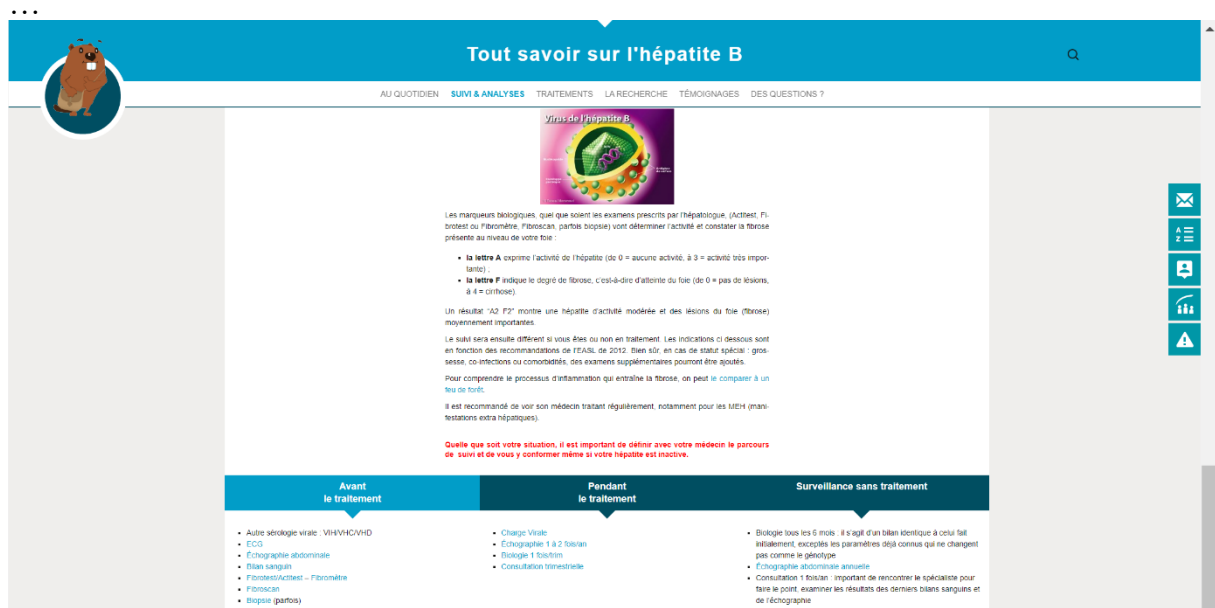 ...
Tout savoir sur l'hépatite B
AU QUOTIDIEN SUIVI & ANALYSES TRAITEMENTS LA RECHERCHE TÉMOIGNAGES DES QUESTIONS ?
Virus de l'hépatite B
Les marqueurs biologiques, quel que soient les examens prescrits par l'hépatologue, (Actitest, Fi-
brotest ou Fibromètre, Fibroscan, parfois biopsie) vont déterminer l'activité et constater la fibrose
présente au niveau de votre foie :
• la lettre A exprime l'activité de l'hépatite (de 0 = aucune activité, à 3 = activité très impor-
tante) ;
• la lettre F indique le degré de fibrose, c'est-à-dire d'atteinte du foie (de 0 = pas de lésions,
à 4 = cirrhose).
Un résultat "A2 F2" montre une hépatite d'activité modérée et des lésions du foie (fibrose)
moyennement importantes.
Le suivi sera ensuite différent si vous êtes ou non en traitement. Les indications ci dessous sont
en fonction des recommandations de l'EASL de 2012. Bien sûr, en cas de statut spécial : gros-
sesse, co-infections ou comorbidités, des examens supplémentaires pourront être ajoutés.
Pour comprendre le processus d'inflammation qui entraîne la fibrose, on peut le comparer à un
feu de forêt.
Il est recommandé de voir son médecin traitant régulièrement, notamment pour les MEH (mani-
festations extra hépatiques).
Quelle que soit votre situation, il est important de définir avec votre médecin le parcours
de suivi et de vous y conformer même si votre hépatite est inactive.
Avant
le traitement
• Autre sérologie virale : VIH/VHC/VHD
• ECG
• Échographie abdominale
• Bilan sanguin
• Fibrotest/Actitest – Fibromètre
• Fibroscan
• Biopsie (parfois)
Pendant
le traitement
• Charge Virale
• Échographie 1 à 2 fois/an
• Biologie 1 fois/trim
• Consultation trimestrielle
Surveillance sans traitement
• Biologie tous les 6 mois : il s'agit d'un bilan identique à celui fait
initialement, exceptés les paramètres déjà connus qui ne changent
pas comme le génotype
• Échographie abdominale annuelle
• Consultation 1 fois/an : important de rencontrer le spécialiste pour
faire le point, examiner les résultats des derniers bilans sanguins et
de l'échographie
A
Z